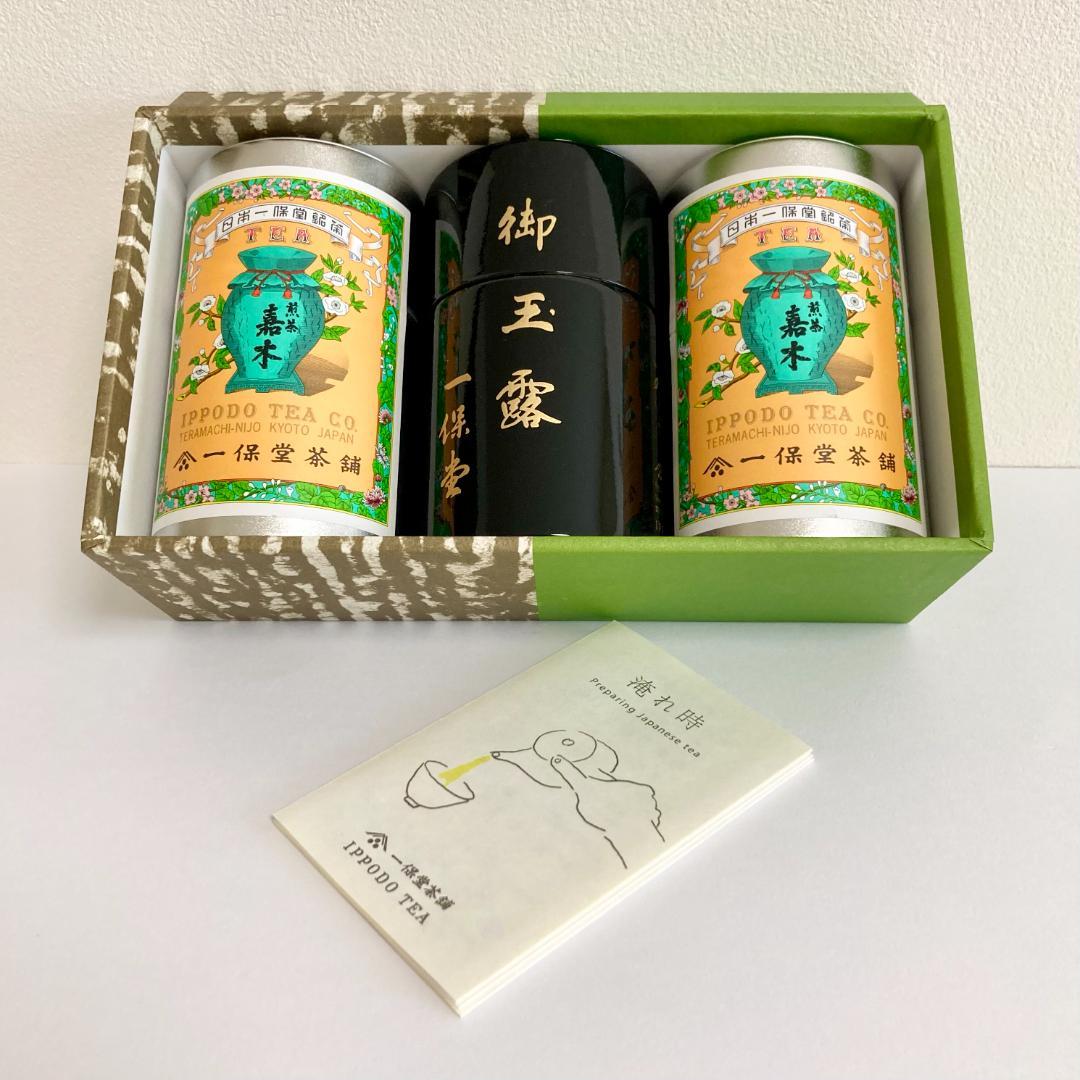 日本一保堂銘茶
TEA
煎茶
嘉木
IPPODO TEA CO.
TERAMACHI-NIJO KYOTO JAPAN
一保堂茶舗
御玉露
一保堂
日本一保堂銘茶
TEA
煎茶
嘉木
IPPODO TEA CO.
TERAMACHI-NIJO KYOTO JAPAN
一保堂茶舗
淹れ時
Preparing Japanese tea
一保堂茶舗
IPPODO TEA